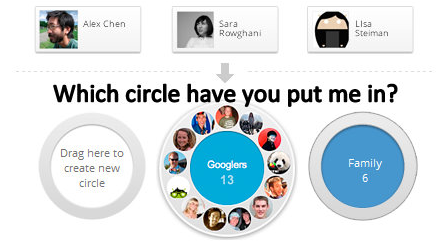 Alex Chen
Sara
Rowghani
Lisa
Steiman
Which circle have you put me in?
Drag here to
create new
circle
Googlers
13
Family
6